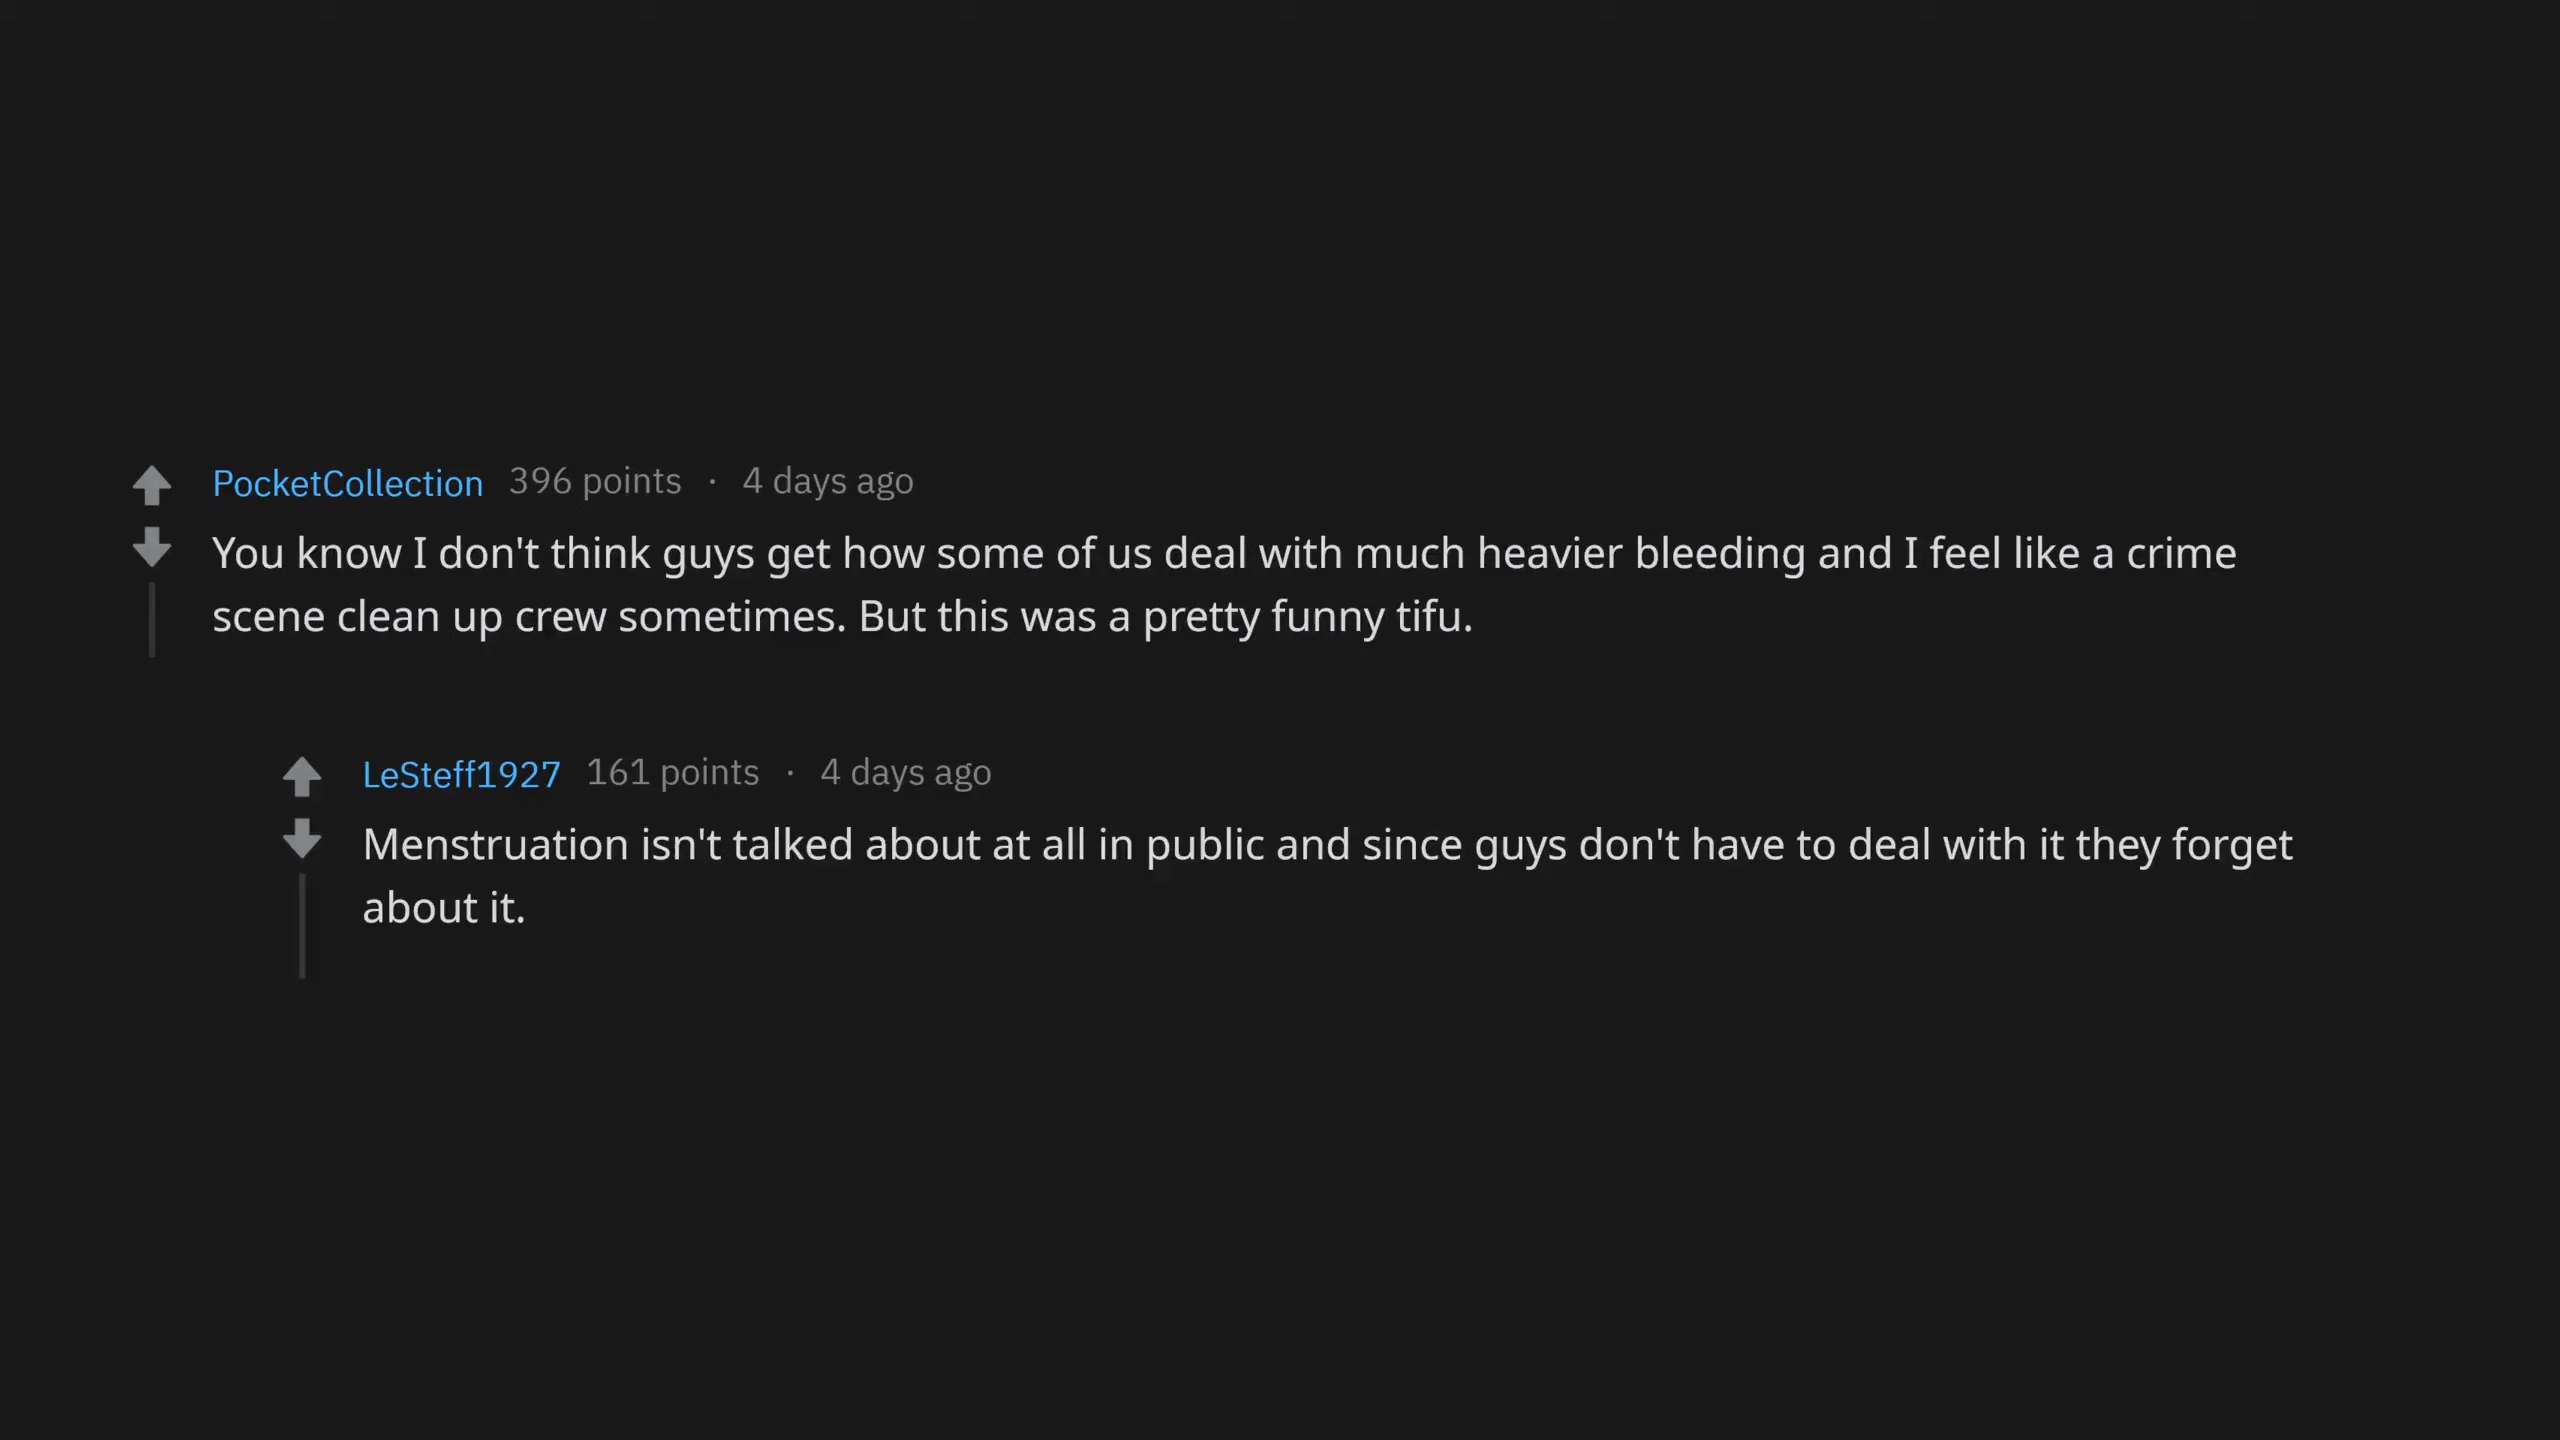 PocketCollection 396 points · 4 days ago
You know I don't think guys get how some of us deal with much heavier bleeding and I feel like a crime
scene clean up crew sometimes. But this was a pretty funny tifu.
LeSteff1927 161 points · 4 days ago
Menstruation isn't talked about at all in public and since guys don't have to deal with it they forget
about it.